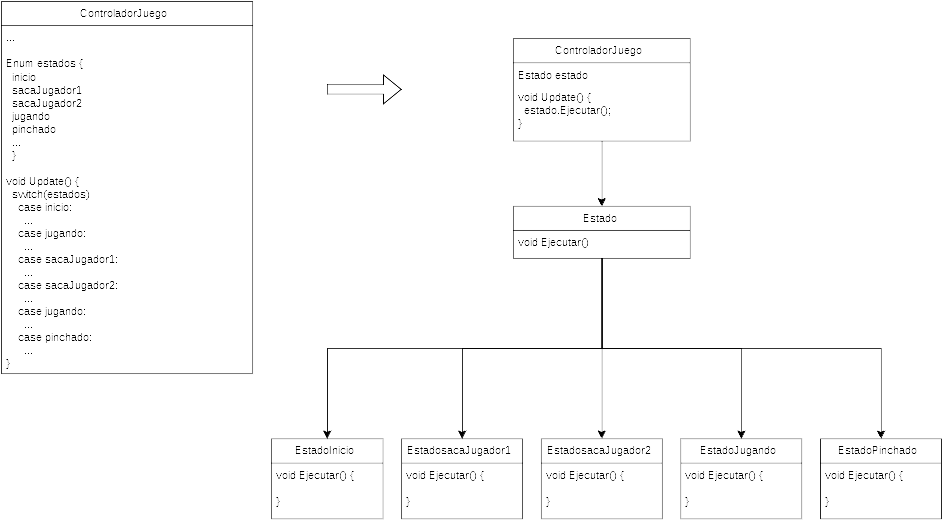 ControladorJuego
...
Enum estados {
inicio
sacaJugador1
sacaJugador2
jugando
pinchado
...
}
void Update() {
switch(estados)
case inicio:
...
case jugando:
...
case sacaJugador1:
...
case sacaJugador2:
...
case jugando:
...
case pinchado:
...
}
ControladorJuego
Estado estado
void Update() {
estado.Ejecutar();
}
Estado
void Ejecutar()
EstadoInicio
void Ejecutar() {
}
EstadosacaJugador1
void Ejecutar() {
}
EstadosacaJugador2
void Ejecutar() {
}
EstadoJugando
void Ejecutar() {
}
EstadoPinchado
void Ejecutar() {
}